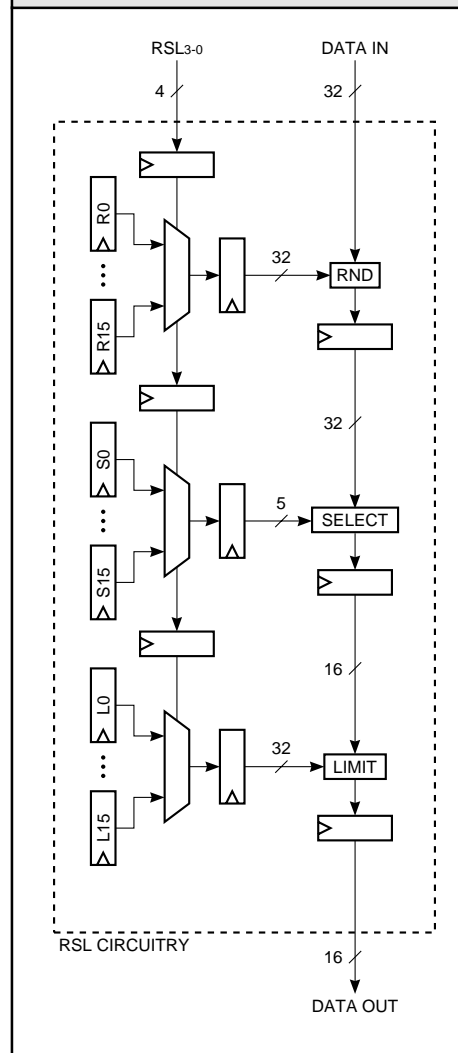 RSL3-0 DATA IN
4 32
R0
32
RND
R15
32
S0
5
SELECT
S15
16
L0
32
LIMIT
L15
RSL CIRCUITRY
16
DATA OUT